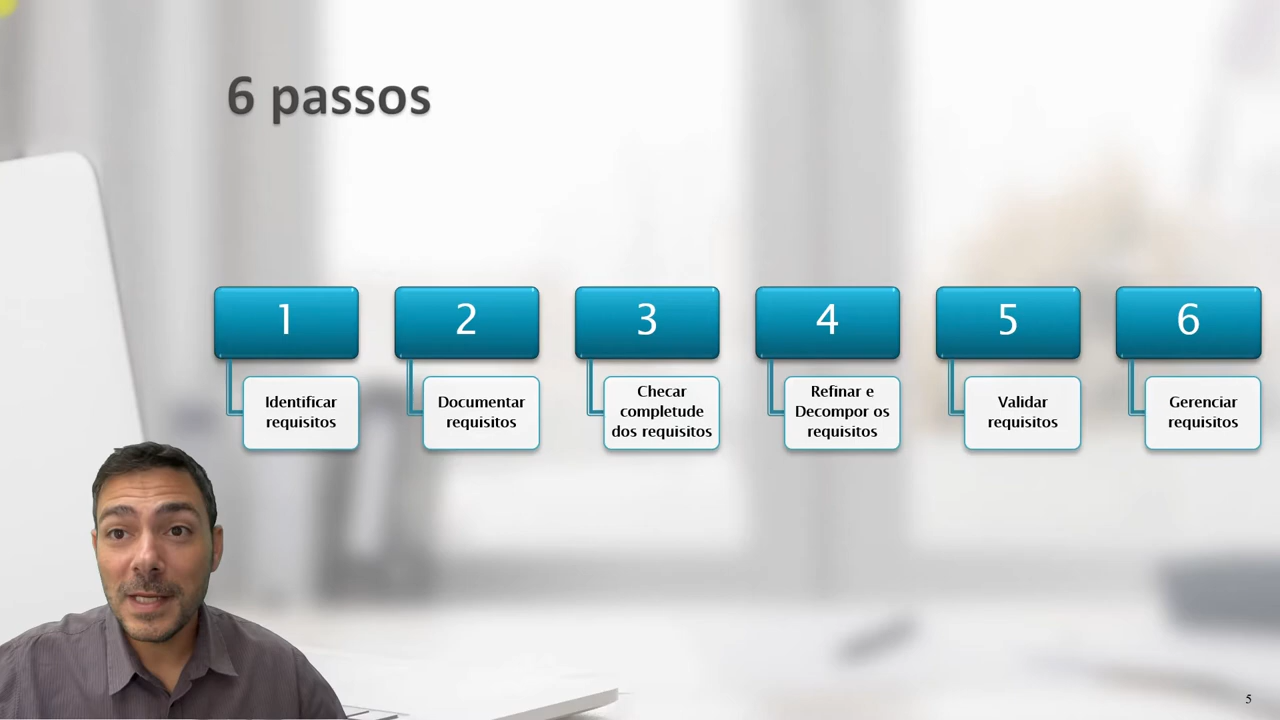 6 passos
1
Identificar
requisitos
2
Documentar
requisitos
3
Checar
completude
dos requisitos
4
Refinar e
Decompor os
requisitos
5
Validar
requisitos
6
Gerenciar
requisitos
5